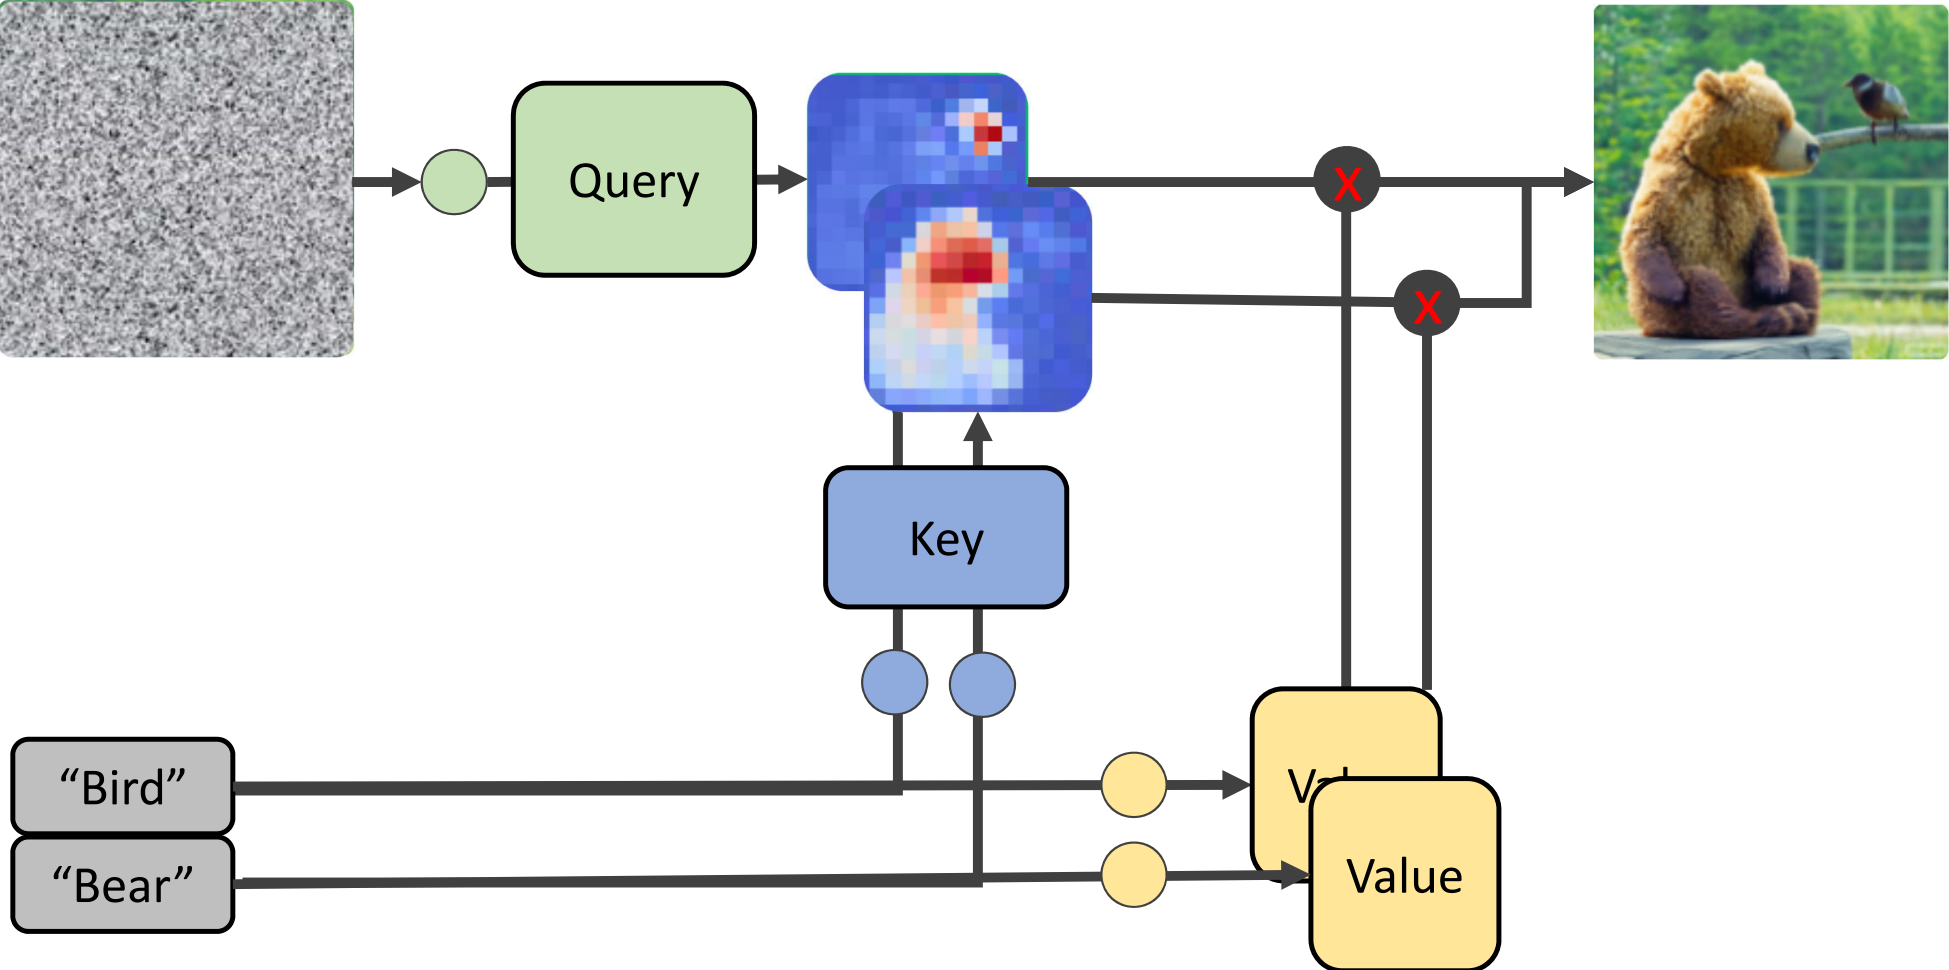 Query
X
X
Key
“Bird”
“Bear”
Value